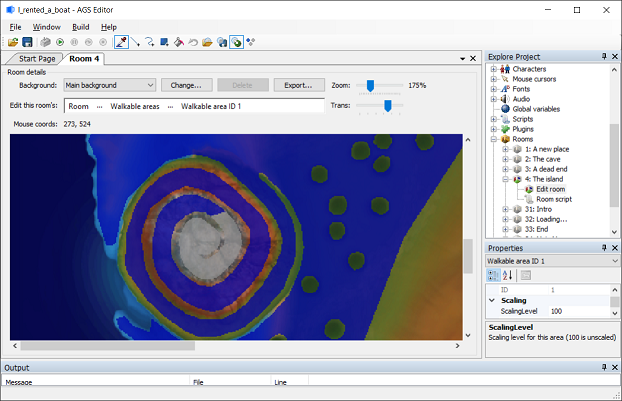 I_rented_a_boat - AGS Editor
File Window Build Help
Start Page Room 4
Room details
Background: Main background Change... Delete Export... Zoom: 175%
Edit this room's: Room ... Walkable areas ... Walkable area ID 1 Trans:
Mouse coords: 273, 524
Explore Project
Characters
Mouse cursors
Fonts
Audio
Global variables
Scripts
Plugins
Rooms
1: A new place
2: The cave
3: A dead end
4: The island
Edit room
Room script
31: Intro
32: Loading...
33: End
Properties
Walkable area ID 1
ID 1
Scaling
ScalingLevel 100
ScalingLevel
Scaling level for this area (100 is unscaled)
Output
Message File Line